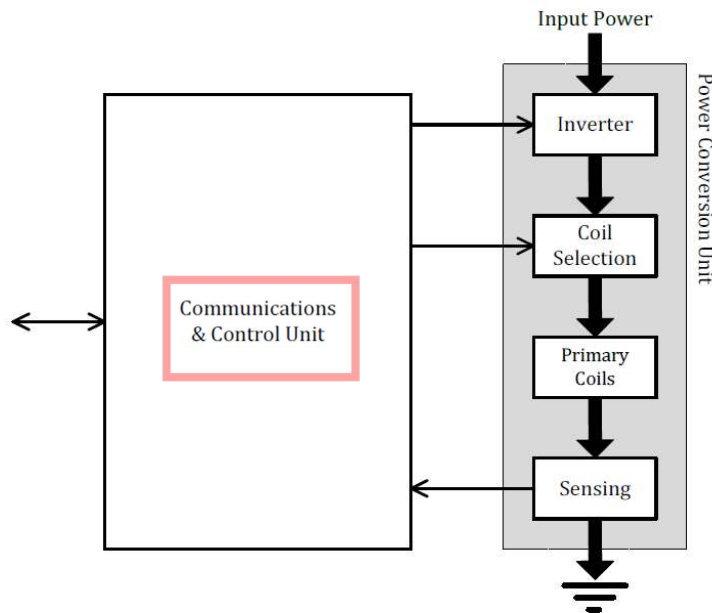 Input Power
Power Conversion Unit
Inverter
Coil
Selection
Communications
& Control Unit
Primary
Coils
Sensing